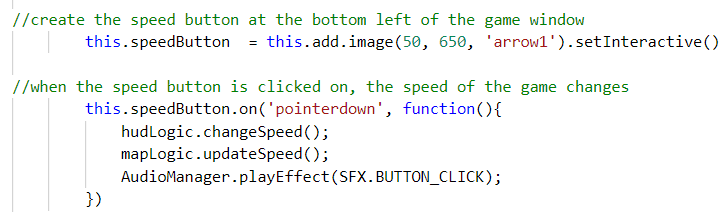 //create the speed button at the bottom left of the game window
this.speedButton  = this.add.image(50, 650, 'arrow1').setInteractive()
//when the speed button is clicked on, the speed of the game changes
this.speedButton.on('pointerdown', function(){
hudLogic.changeSpeed();
mapLogic.updateSpeed();
AudioManager.playEffect(SFX.BUTTON_CLICK);
})